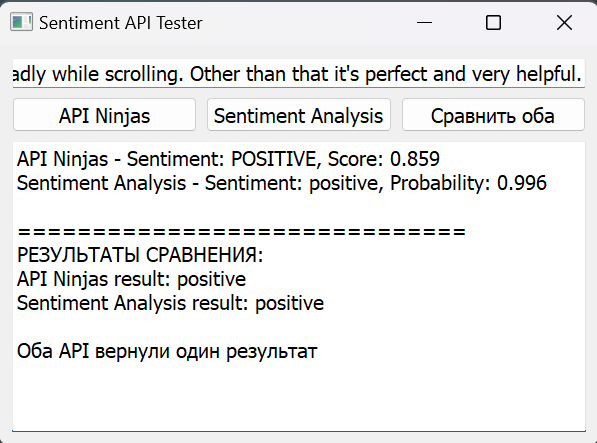 Sentiment API Tester
adly while scrolling. Other than that it's perfect and very helpful.
API Ninjas
Sentiment Analysis
Сравнить оба
API Ninjas - Sentiment: POSITIVE, Score: 0.859
Sentiment Analysis - Sentiment: positive, Probability: 0.996
==============================
РЕЗУЛЬТАТЫ СРАВНЕНИЯ:
API Ninjas result: positive
Sentiment Analysis result: positive
Оба API вернули один результат